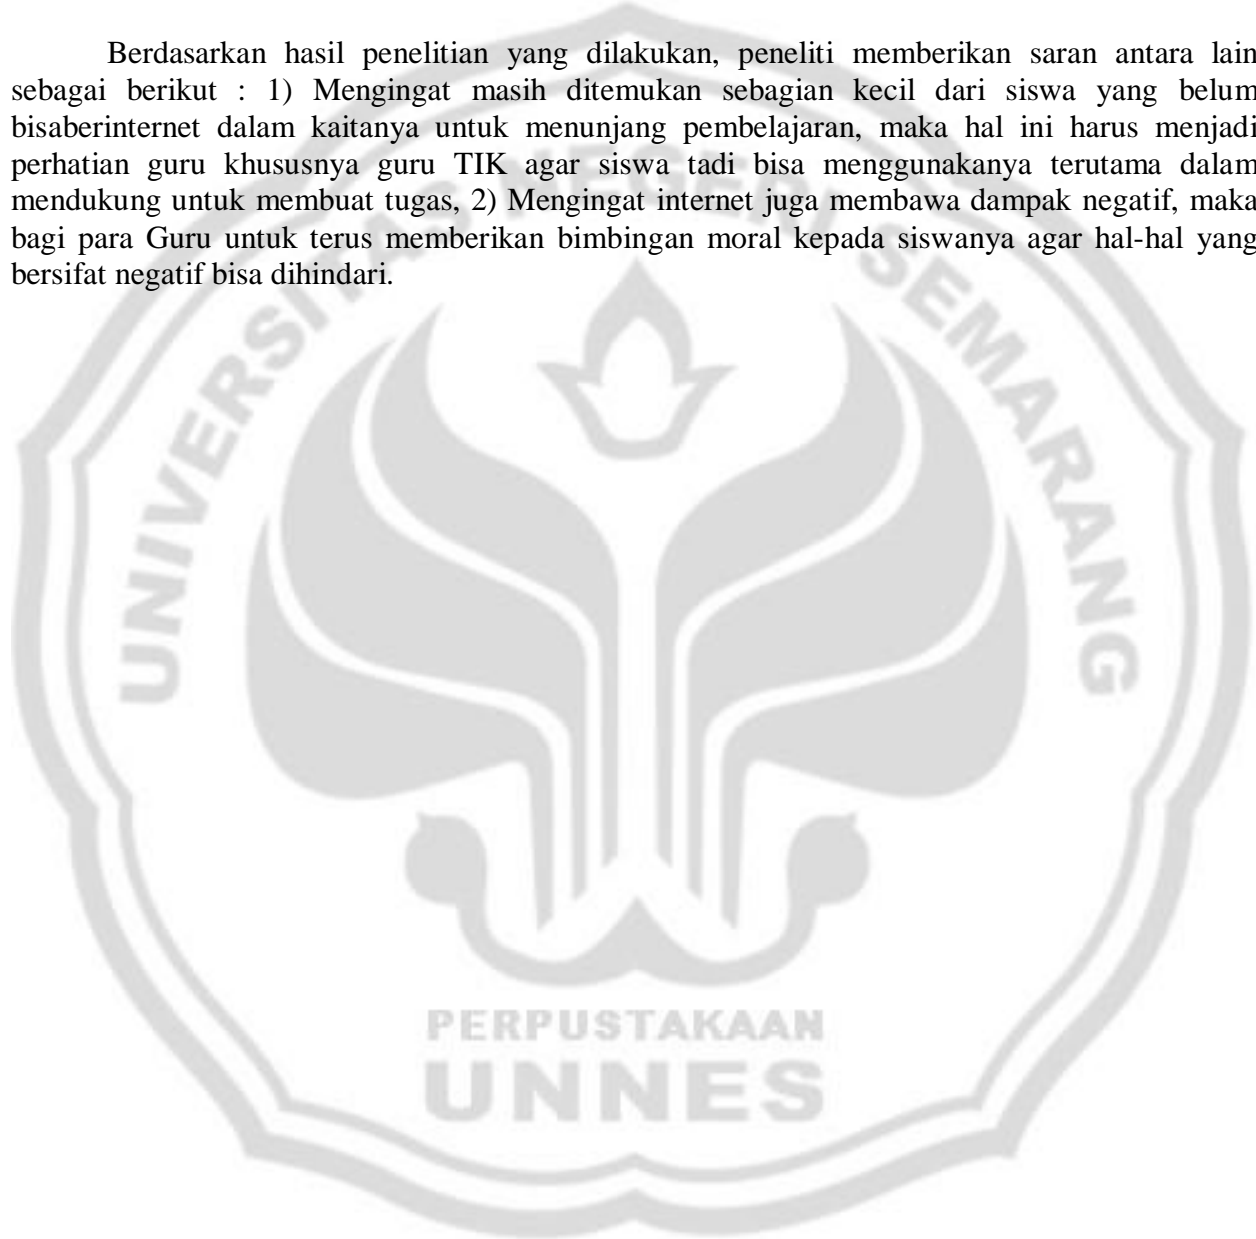 Berdasarkan hasil penelitian yang dilakukan, peneliti memberikan saran antara lain
sebagai berikut : 1) Mengingat masih ditemukan sebagian kecil dari siswa yang belum
bisaberinternet dalam kaitanya untuk menunjang pembelajaran, maka hal ini harus menjadi
perhatian guru khususnya guru TIK agar siswa tadi bisa menggunakanya terutama dalam
mendukung untuk membuat tugas, 2) Mengingat internet juga membawa dampak negatif, maka
bagi para Guru untuk terus memberikan bimbingan moral kepada siswanya agar hal-hal yang
bersifat negatif bisa dihindari.
UNIVERSITAS NEGERI SEMARANG
PERPUSTAKAAN
UNNES